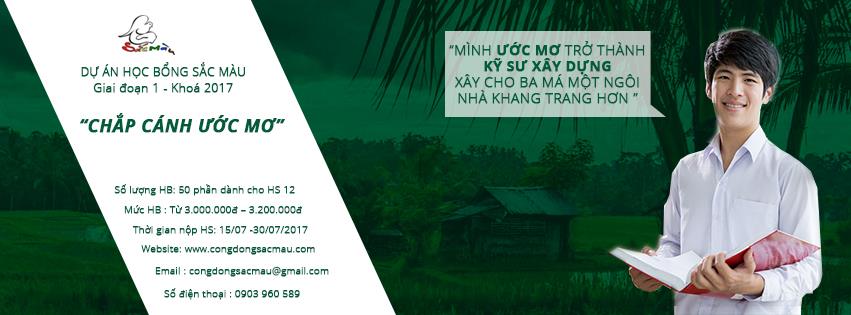 Sắc Màu
DỰ ÁN HỌC BỔNG SẮC MÀU
Giai đoạn 1 - Khoá 2017
“CHẮP CÁNH ƯỚC MƠ”
Số lượng HB: 50 phần dành cho HS 12
Mức HB : Từ 3.000.000đ – 3.200.000đ
Thời gian nộp HS: 15/07 -30/07/2017
Website: www.congdongsacmau.com
Email : congdongsacmau@gmail.com
Số điện thoại : 0903 960 589
“MÌNH ƯỚC MƠ TRỞ THÀNH
KỸ SƯ XÂY DỰNG
XÂY CHO BA MÁ MỘT NGÔI
NHÀ KHANG TRANG HƠN ”